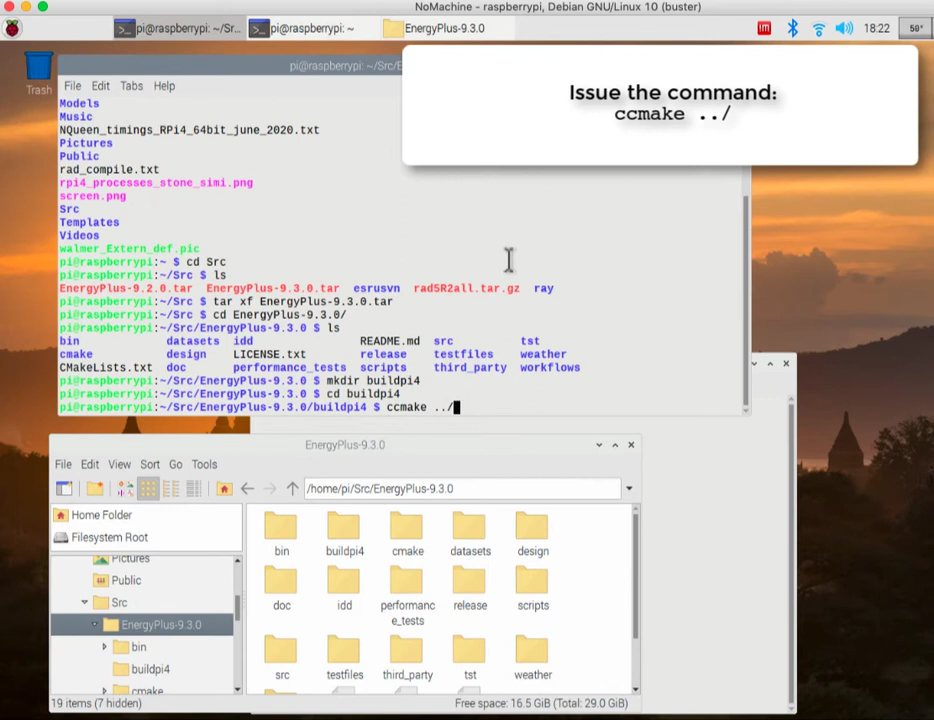 NoMachine - raspberrypi, Debian GNU/Linux 10 (buster)
pi@raspberrypi: ~/Sr...
pi@raspberrypi: ~
EnergyPlus-9.3.0
18:22
50°
Trash
pi@raspberrypi: ~/Src/E
File Edit Tabs Help
Issue the command:
ccmake ../
Models
Music
NQueen_timings_RPi4_64bit_june_2020.txt
Pictures
Public
rad_compile.txt
rpi4_processes_stone_simi.png
screen.png
Src
Templates
Videos
walmer_Extern_def.pic
pi@raspberrypi:~ $ cd Src
pi@raspberrypi:~/Src $ ls
EnergyPlus-9.2.0.tar EnergyPlus-9.3.0.tar esrusvn rad5R2all.tar.gz ray
pi@raspberrypi:~/Src $ tar xf EnergyPlus-9.3.0.tar
pi@raspberrypi:~/Src $ cd EnergyPlus-9.3.0/
pi@raspberrypi:~/Src/EnergyPlus-9.3.0 $ ls
bin datasets idd README.md src tst
cmake design LICENSE.txt release testfiles weather
CMakeLists.txt doc performance_tests scripts third_party workflows
pi@raspberrypi:~/Src/EnergyPlus-9.3.0 $ mkdir buildpi4
pi@raspberrypi:~/Src/EnergyPlus-9.3.0 $ cd buildpi4
pi@raspberrypi:~/Src/EnergyPlus-9.3.0/buildpi4 $ ccmake ../
EnergyPlus-9.3.0
File Edit View Sort Go Tools
/home/pi/Src/EnergyPlus-9.3.0
Home Folder
Filesystem Root
Pictures
Public
Src
EnergyPlus-9.3.0
bin
buildpi4
cmake
bin buildpi4 cmake datasets design
doc idd performanc release scripts
e_tests
src testfiles third_party tst weather
19 items (7 hidden)
Free space: 16.5 GiB (Total: 29.0 GiB)